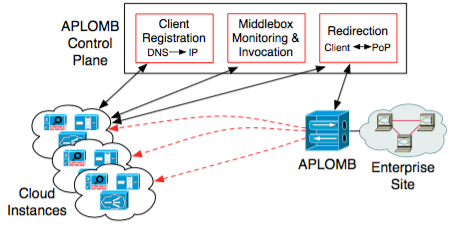 APLOMB
Control
Plane
Client
Registration
DNS → IP
Middlebox
Monitoring &
Invocation
Redirection
Client ↔ PoP
Cloud
Instances
APLOMB
Enterprise
Site